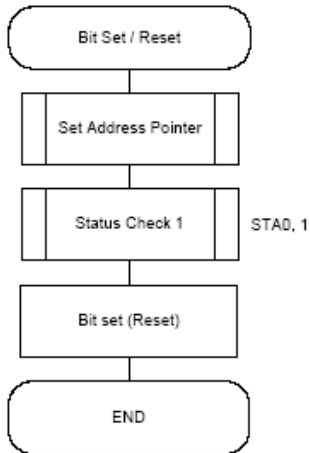 Bit Set / Reset
Set Address Pointer
Status Check 1
STA0, 1
Bit set (Reset)
END